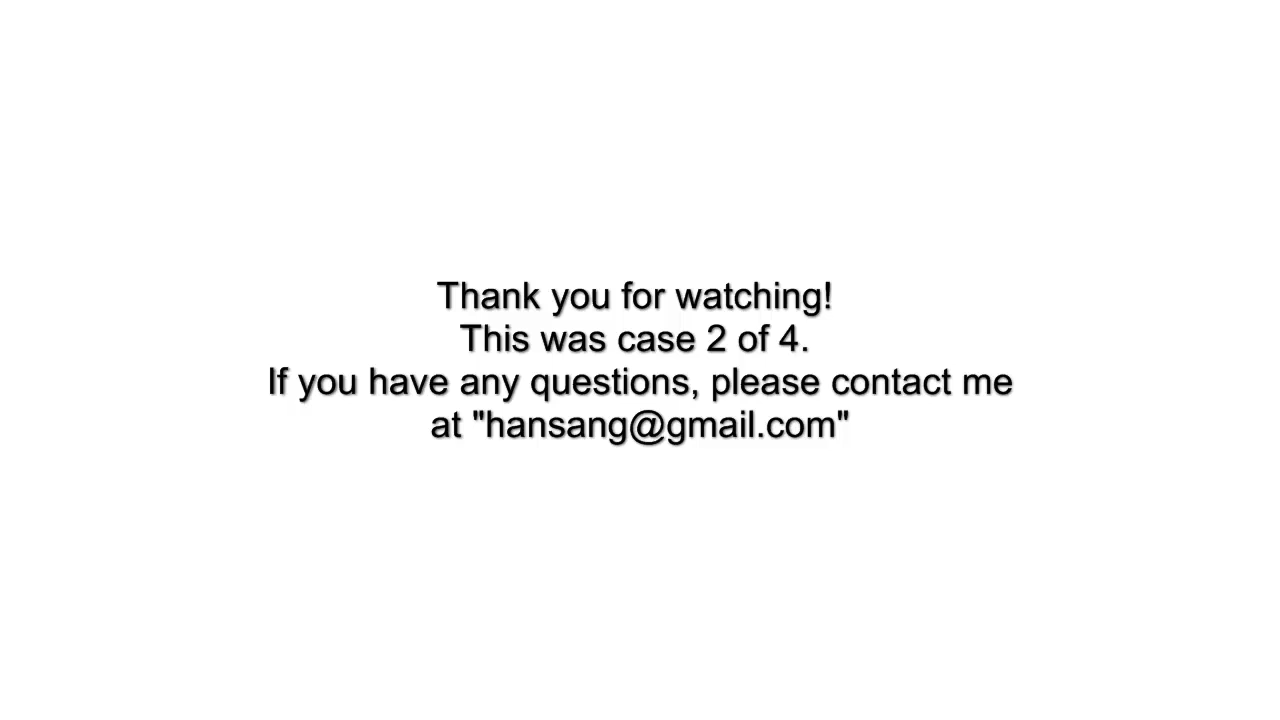 Thank you for watching!
This was case 2 of 4.
If you have any questions, please contact me
at "hansang@gmail.com"